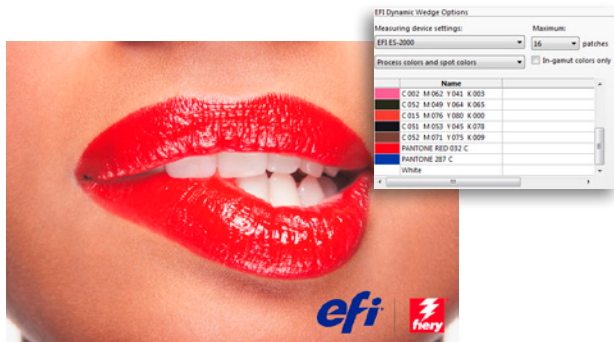 EFI Dynamic Wedge Options
Measuring device settings:
Maximum:
EFI ES-2000
16
patches
Process colors and spot colors
In-gamut colors only
Name
C 002 M 062 Y 041 K 003
C 052 M 049 Y 064 K 065
C 015 M 076 Y 080 K 000
C 051 M 053 Y 045 K 078
C 052 M 071 Y 075 K 009
PANTONE RED 032 C
PANTONE 287 C
White
efi
fiery